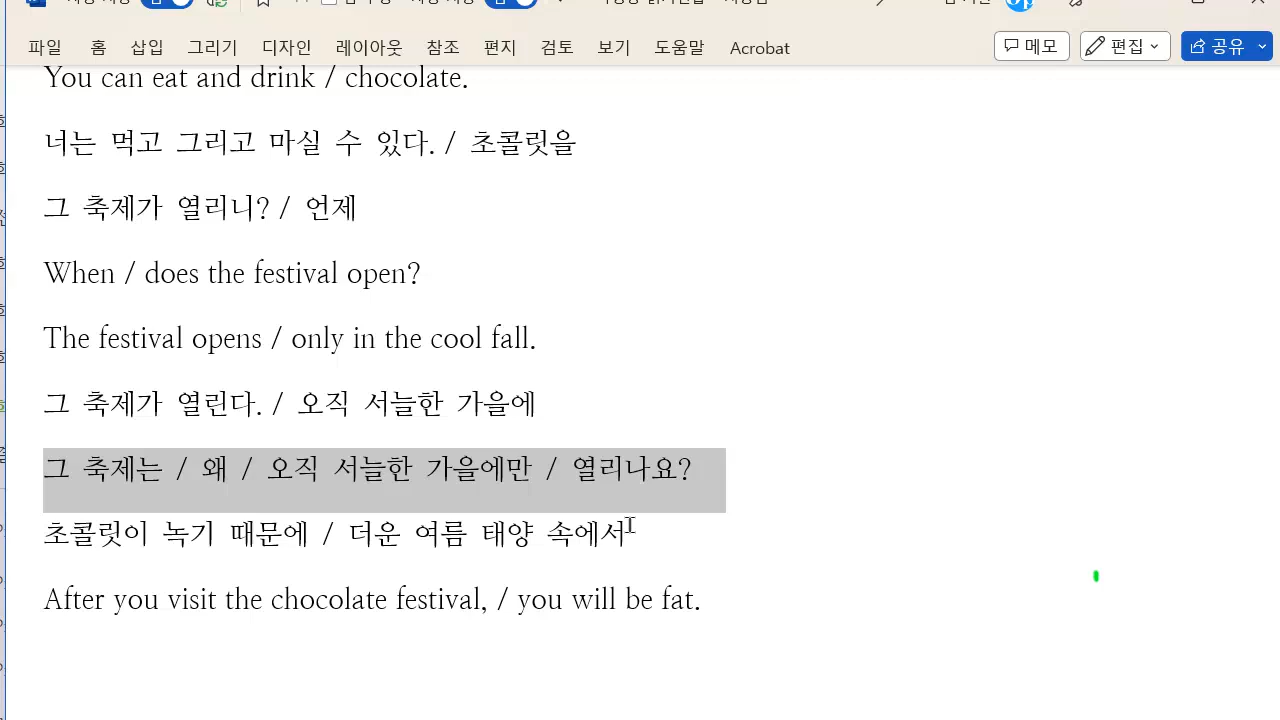 파일 홈 삽입 그리기 디자인 레이아웃 참조 편지 검토 보기 도움말 Acrobat 메모 편집 공유
You can eat and drink / chocolate.
너는 먹고 그리고 마실 수 있다. / 초콜릿을
그 축제가 열리니? / 언제
When / does the festival open?
The festival opens / only in the cool fall.
그 축제가 열린다. / 오직 서늘한 가을에
그 축제는 / 왜 / 오직 서늘한 가을에만 / 열리나요?
초콜릿이 녹기 때문에 / 더운 여름 태양 속에서
After you visit the chocolate festival, / you will be fat.